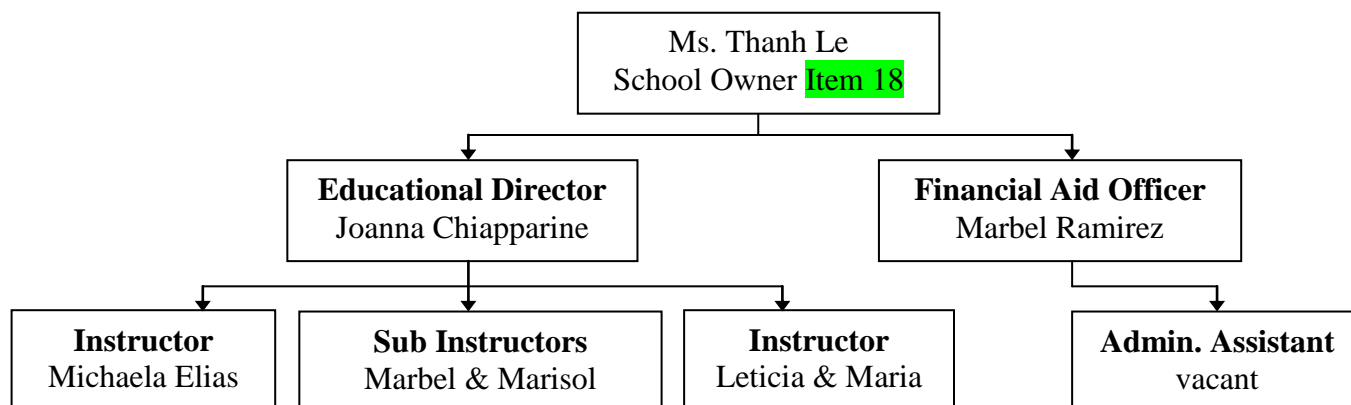 Ms. Thanh Le
School Owner Item 18
Educational Director
Joanna Chiapparine
Financial Aid Officer
Marbel Ramirez
Instructor
Michaela Elias
Sub Instructors
Marbel & Marisol
Instructor
Leticia & Maria
Admin. Assistant
vacant